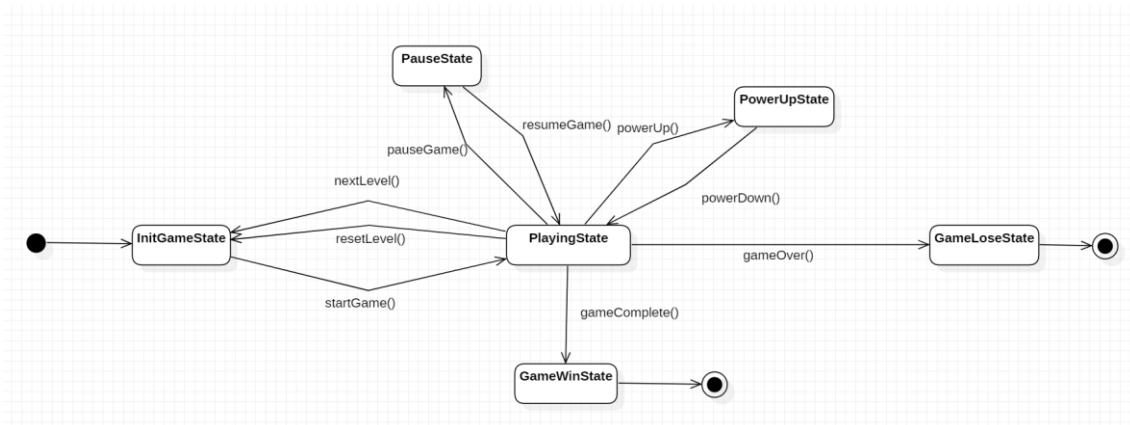 PauseState
PowerUpState
resumeGame()
powerUp()
pauseGame()
nextLevel()
powerDown()
InitGameState
resetLevel()
PlayingState
GameLoseState
gameOver()
startGame()
gameComplete()
GameWinState